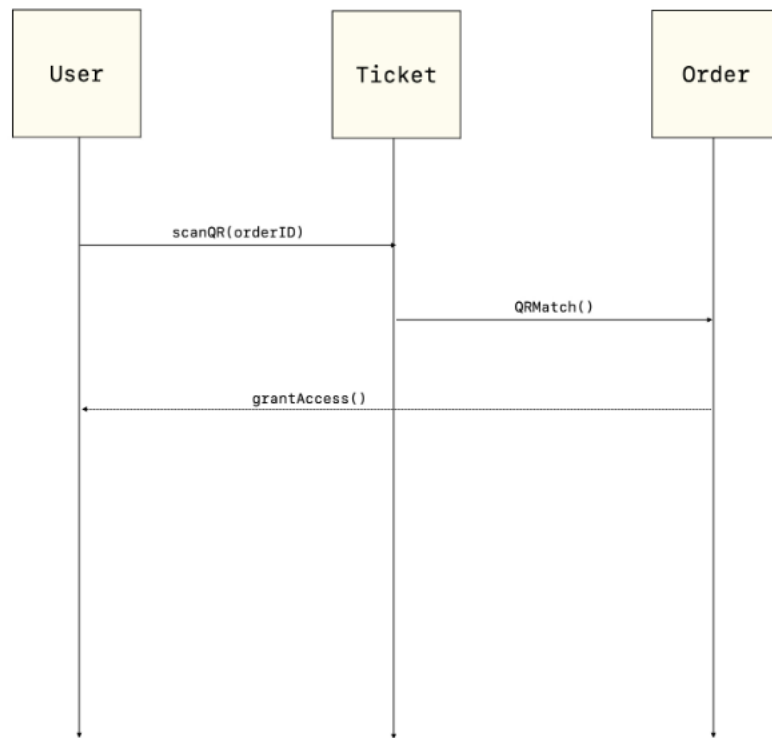 User
Ticket
Order
scanQR(orderID)
QRMatch()
grantAccess()